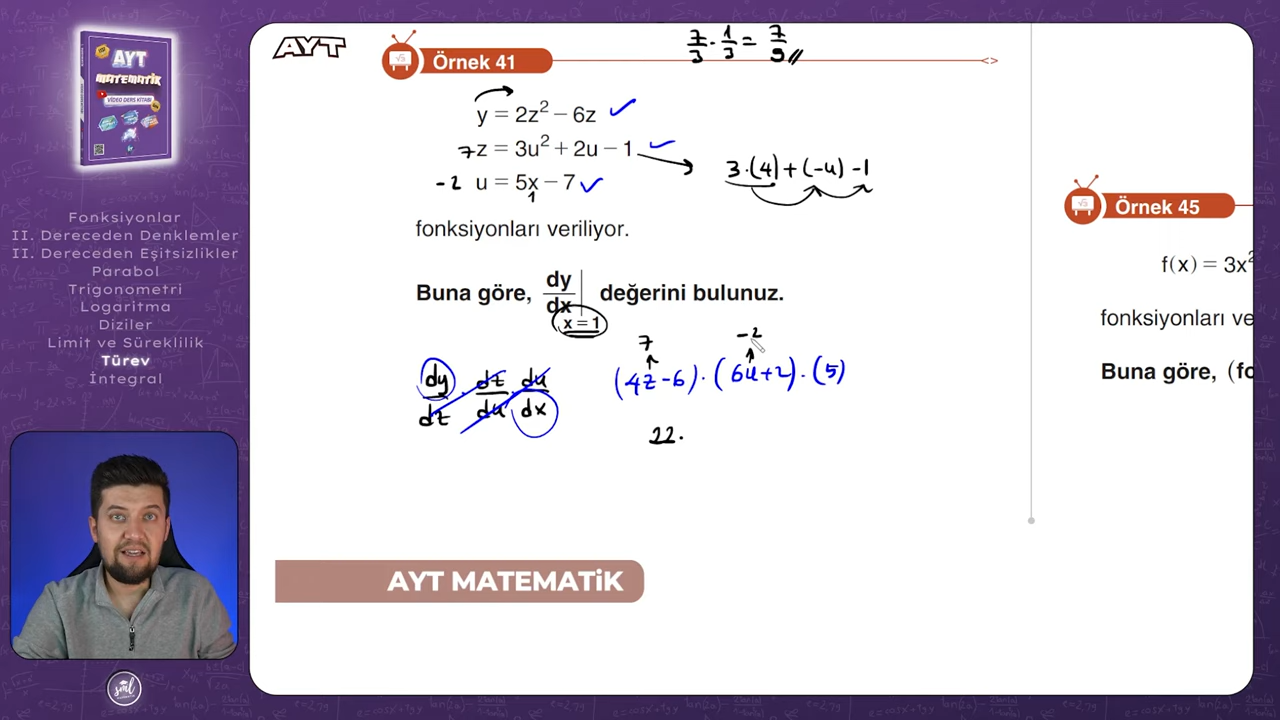 AYT
MATEMATİK
VİDEO DERS KİTABI
Fonksiyonlar
II. Dereceden Denklemler
II. Dereceden Eşitsizlikler
Parabol
Trigonometri
Logaritma
Diziler
Limit ve Süreklilik
Türev
İntegral
sml
AYT
7/3 · 1/3 = 7/9 //
Örnek 41
y = 2z² − 6z ✓
7 z = 3u² + 2u − 1 ✓
3·(4) + (-4) -1
-2 u = 5x − 7 ✓
1
fonksiyonları veriliyor.
Buna göre, dy/dx | x = 1 değerini bulunuz.
7 -2
dy/dz dz/du du/dx (4z-6) · (6u+2) · (5)
22.
AYT MATEMATİK
Örnek 45
f(x) = 3x²
fonksiyonları ve
Buna göre, (fo